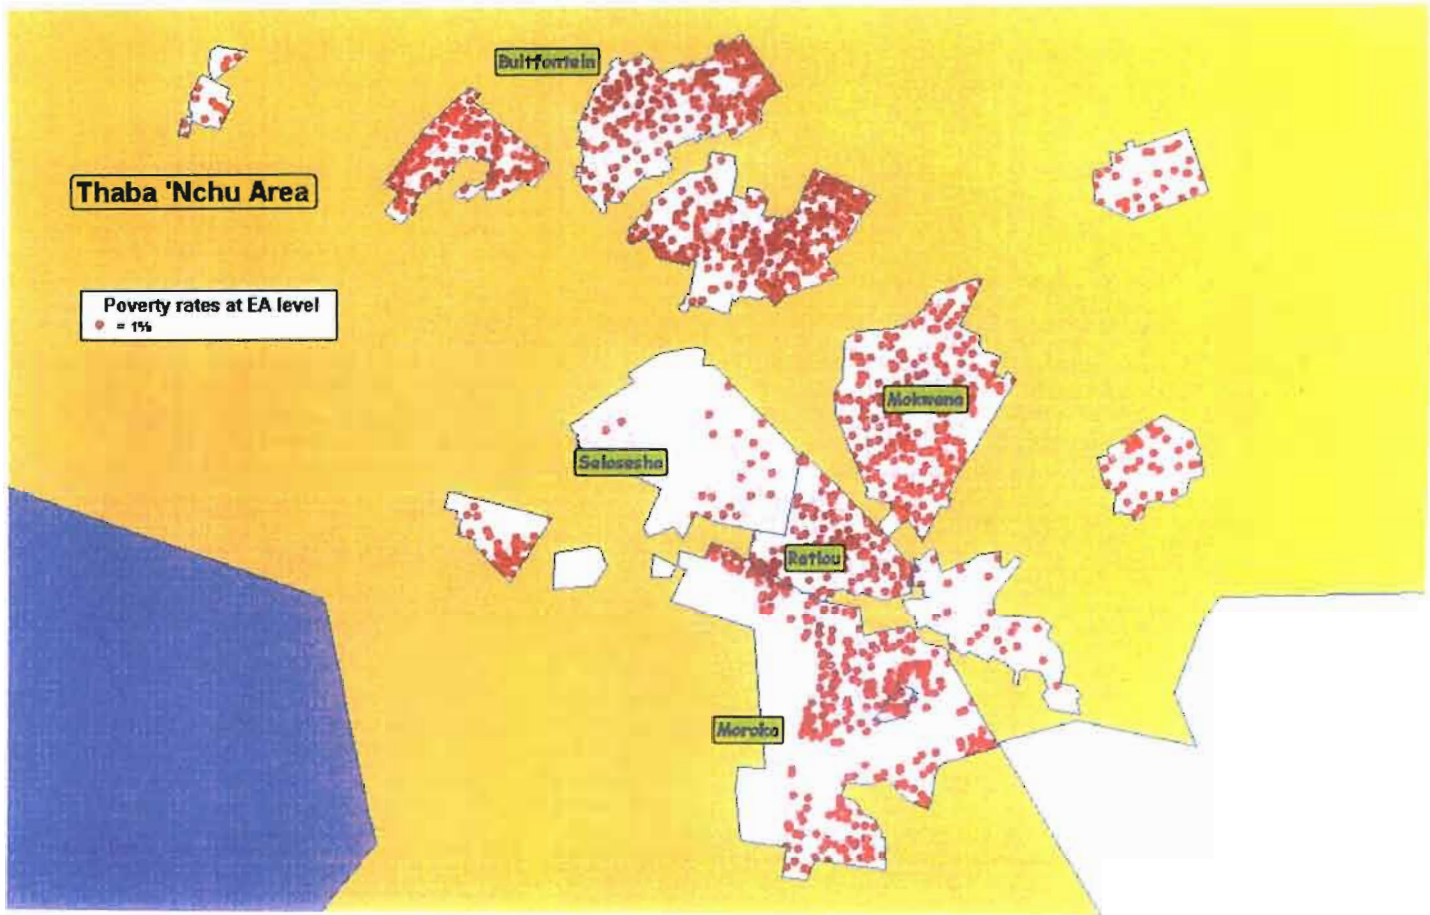 Bultfontein
Thaba 'Nchu Area
Poverty rates at EA level
= 1%
Mokwena
Selosesha
Ratlou
Moroka